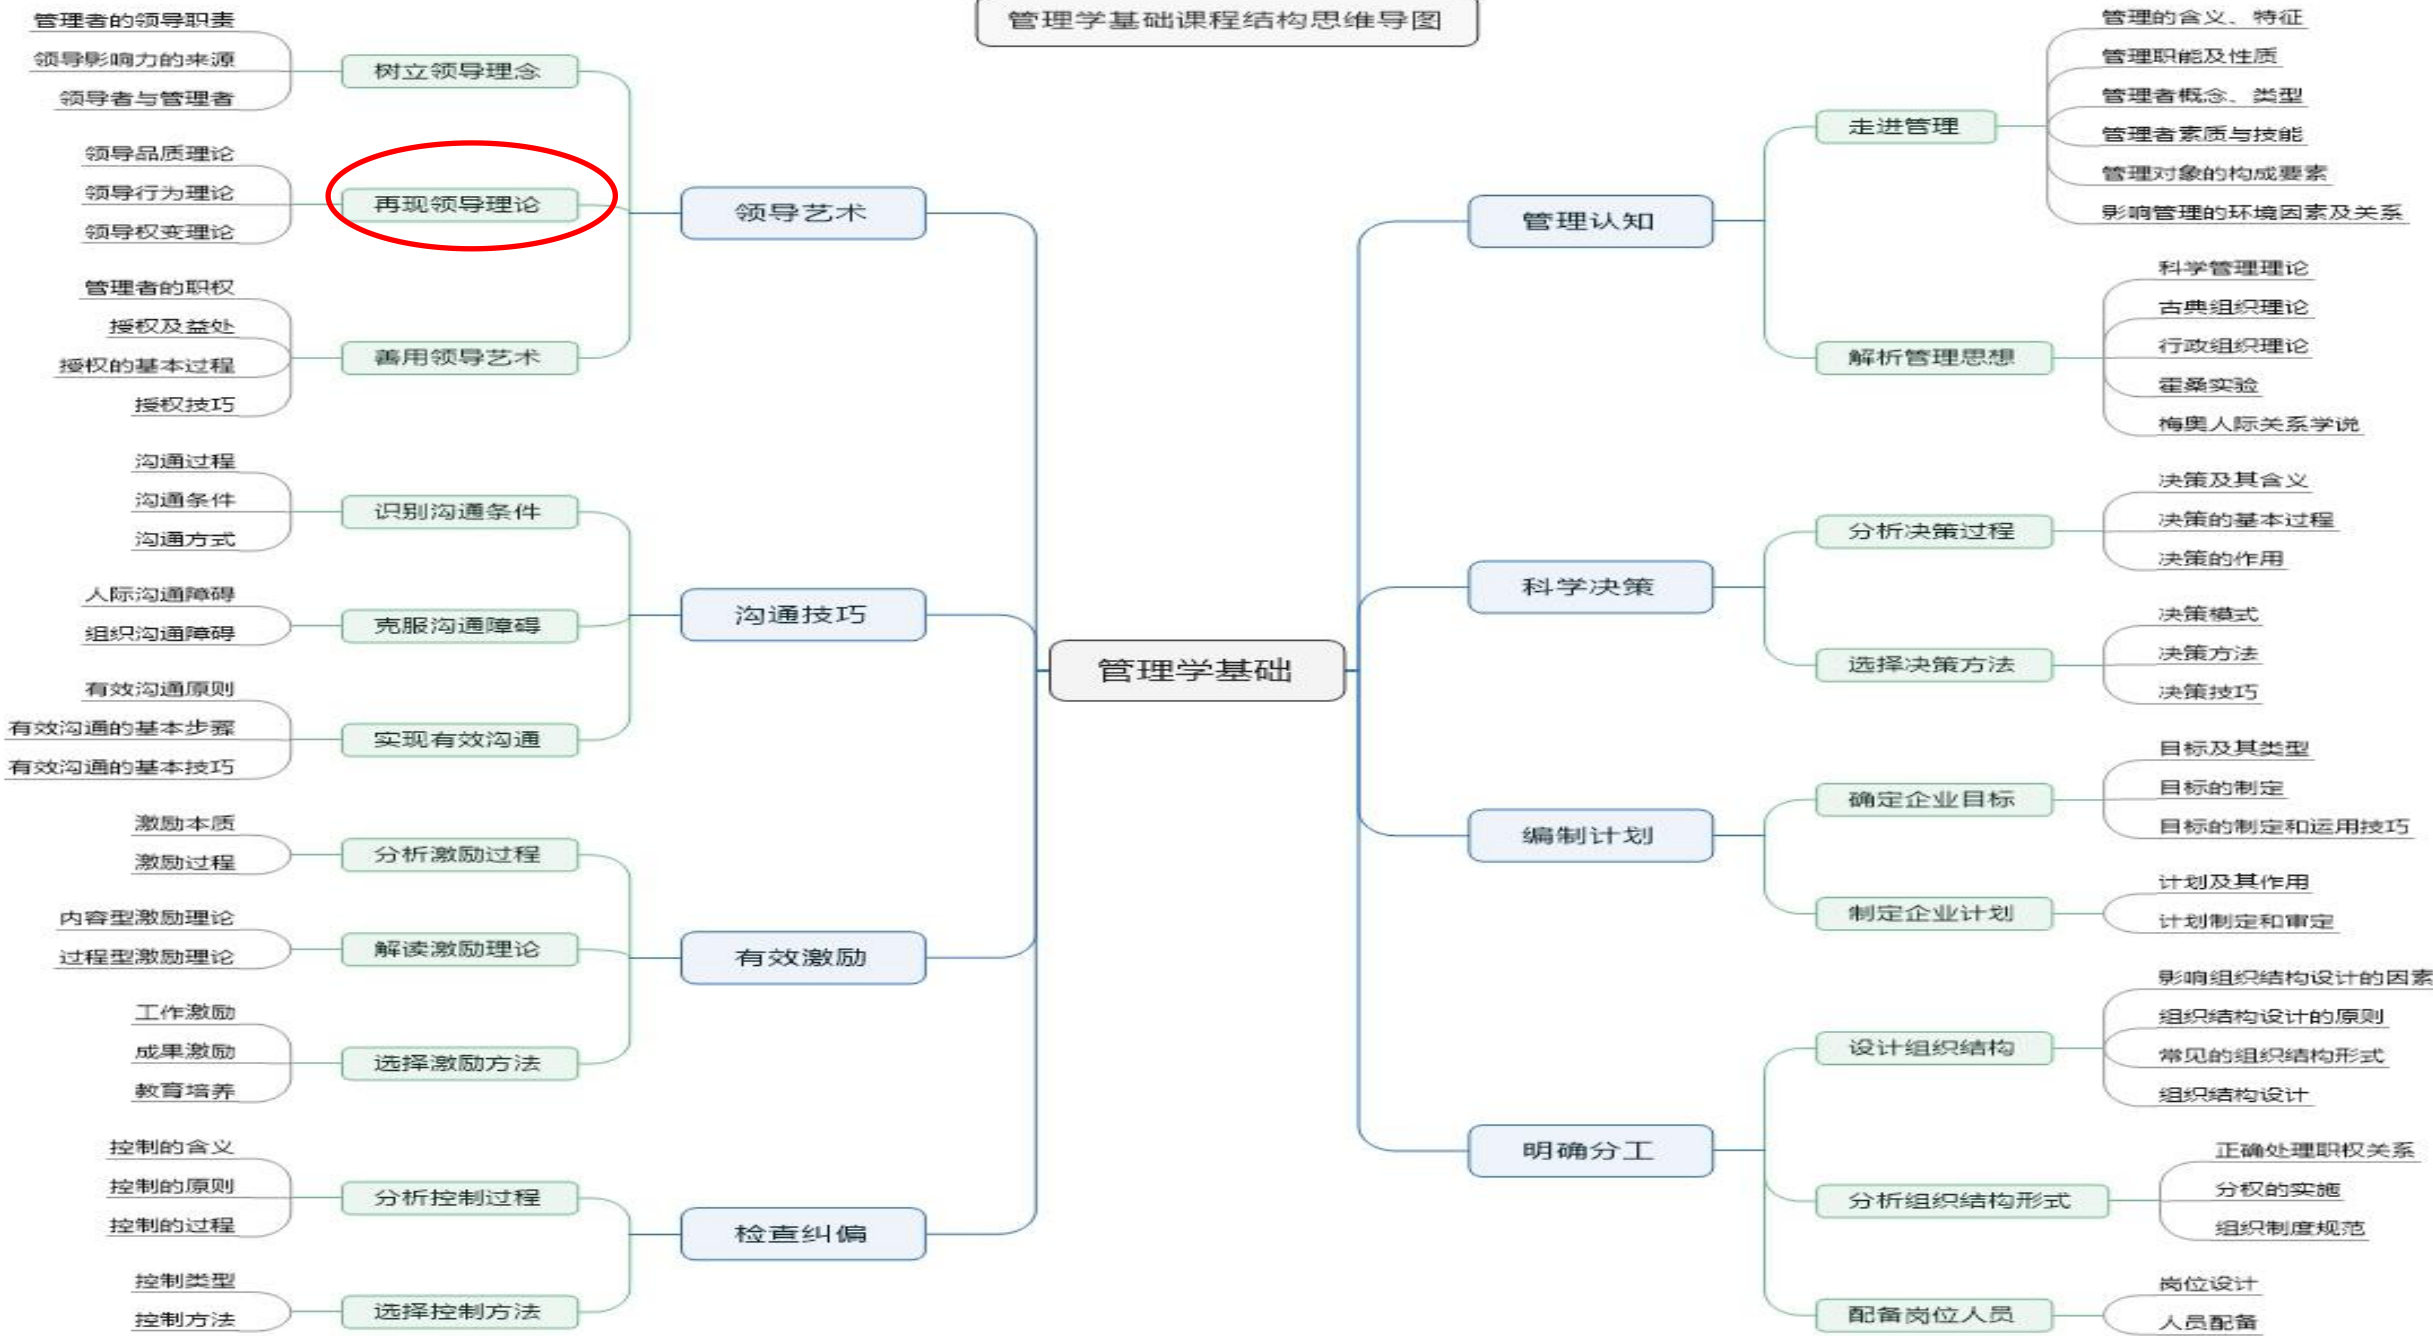 管理学基础课程结构思维导图
管理学基础
领导艺术
树立领导理念
管理者的领导职责
领导影响力的来源
领导者与管理者
再现领导理论
领导品质理论
领导行为理论
领导权变理论
善用领导艺术
管理者的职权
授权及益处
授权的基本过程
授权技巧
沟通技巧
识别沟通条件
沟通过程
沟通条件
沟通方式
克服沟通障碍
人际沟通障碍
组织沟通障碍
实现有效沟通
有效沟通原则
有效沟通的基本步骤
有效沟通的基本技巧
有效激励
分析激励过程
激励本质
激励过程
解读激励理论
内容型激励理论
过程型激励理论
选择激励方法
工作激励
成果激励
教育培养
检查纠偏
分析控制过程
控制的含义
控制的原则
控制的过程
选择控制方法
控制类型
控制方法
管理认知
走进管理
管理的含义、特征
管理职能及性质
管理者概念、类型
管理者素质与技能
管理对象的构成要素
影响管理的环境因素及关系
解析管理思想
科学管理理论
古典组织理论
行政组织理论
霍桑实验
梅奥人际关系学说
科学决策
分析决策过程
决策及其含义
决策的基本过程
决策的作用
选择决策方法
决策模式
决策方法
决策技巧
编制计划
确定企业目标
目标及其类型
目标的制定
目标的制定和运用技巧
制定企业计划
计划及其作用
计划制定和审定
明确分工
设计组织结构
影响组织结构设计的因素
组织结构设计的原则
常见的组织结构形式
组织结构设计
分析组织结构形式
正确处理职权关系
分权的实施
组织制度规范
配备岗位人员
岗位设计
人员配备